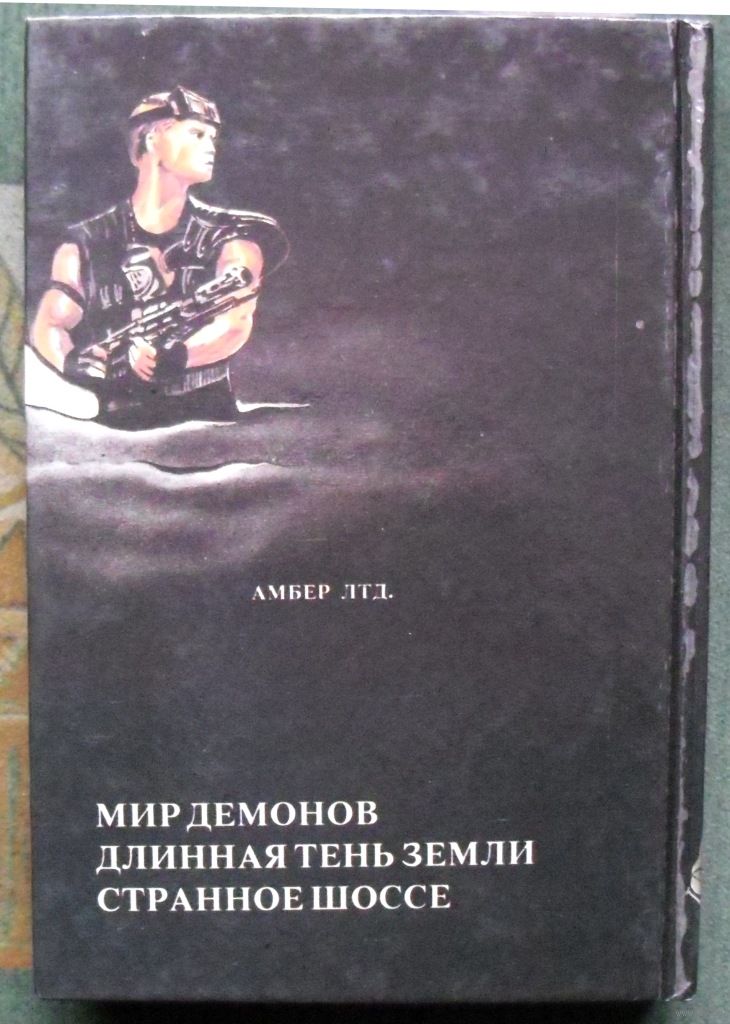 АМБЕР ЛТД.
МИР ДЕМОНОВ
ДЛИННАЯ ТЕНЬ ЗЕМЛИ
СТРАННОЕ ШОССЕ